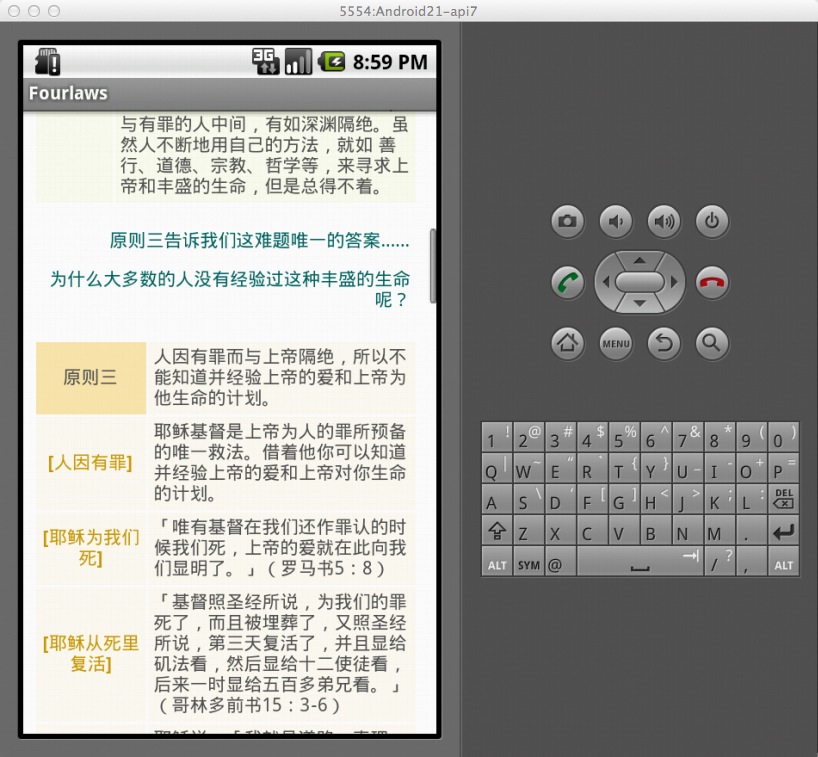 5554:Android21-api7
3G
8:59 PM
Fourlaws
与有罪的人中间，有如深渊隔绝。虽
然人不断地用自己的方法，就如 善
行、道德、宗教、哲学等，来寻求上
帝和丰盛的生命，但是总得不着。
原则三告诉我们这难题唯一的答案……
为什么大多数的人没有经验过这种丰盛的生命
呢？
原则三
人因有罪而与上帝隔绝，所以不
能知道并经验上帝的爱和上帝为
他生命的计划。
[人因有罪]
耶稣基督是上帝为人的罪所预备
的唯一救法。借着他你可以知道
并经验上帝的爱和上帝对你生命
的计划。
[耶稣为我们
死]
「唯有基督在我们还作罪认的时
候我们死，上帝的爱就在此向我
们显明了。」（罗马书5：8）
[耶稣从死里
复活]
「基督照圣经所说，为我们的罪
死了，而且被埋葬了，又照圣经
所说，第三天复活了，并且显给
矶法看，然后显给十二使徒看，
后来一时显给五百多弟兄看。」
（哥林多前书15：3-6）
MENU
1 ! 2 @ 3 # 4 $ 5 % 6 ^ 7 & 8 * 9 ( 0 )
Q | W ~ E " R ` T { Y } U _ I - O + P =
A S \ D ' F [ G ] H < J > K ; L : DEL
Z X C V B N M .
ALT SYM @ / ? , ALT